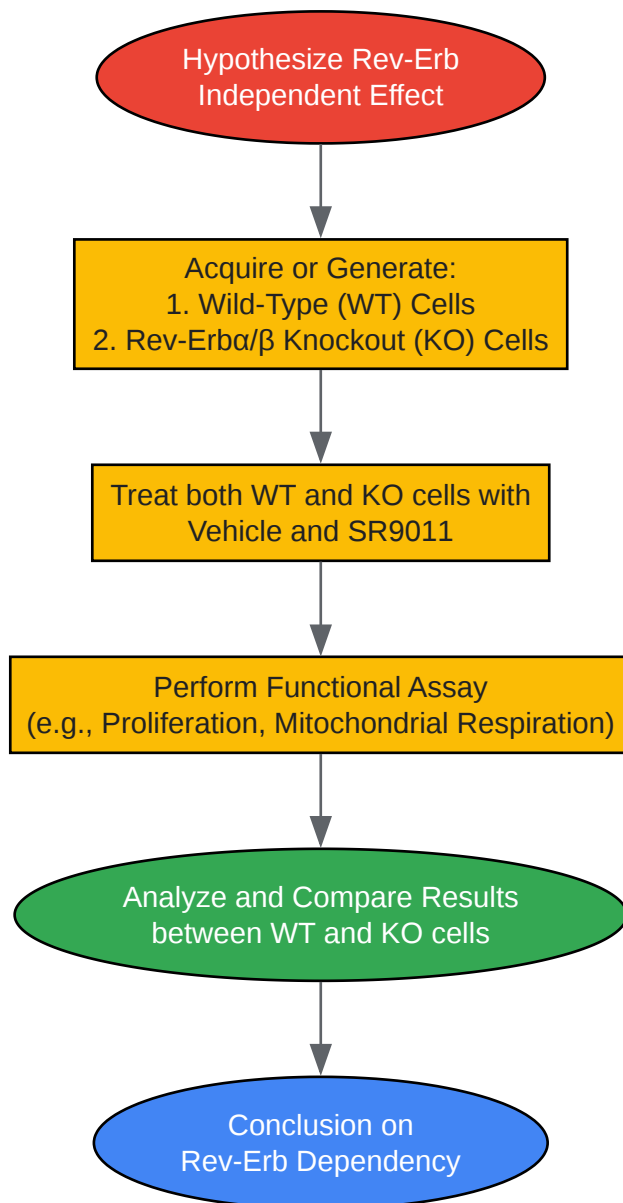 Hypothesize Rev-Erb
Independent Effect
Acquire or Generate:
1. Wild-Type (WT) Cells
2. Rev-Erbα/β Knockout (KO) Cells
Treat both WT and KO cells with
Vehicle and SR9011
Perform Functional Assay
(e.g., Proliferation, Mitochondrial Respiration)
Analyze and Compare Results
between WT and KO cells
Conclusion on
Rev-Erb Dependency